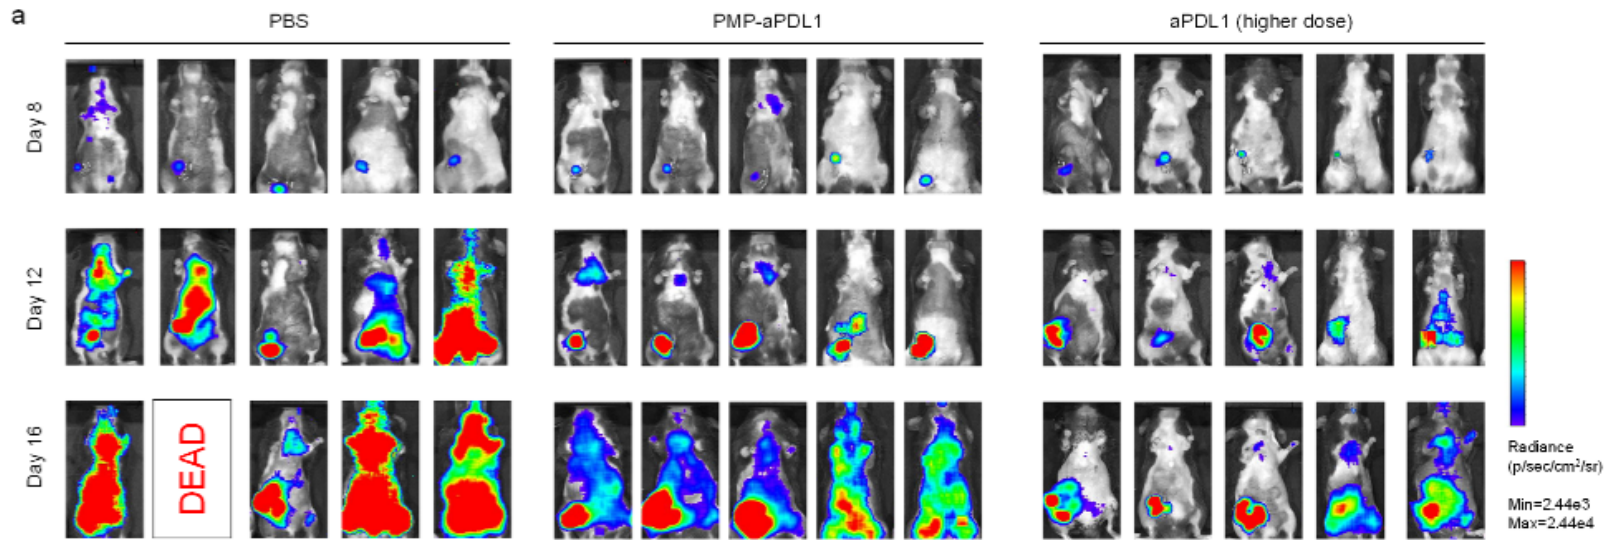 a
PBS
PMP-aPDL1
aPDL1 (higher dose)
Day 8
Day 12
Day 16
DEAD
Radiance
(p/sec/cm²/sr)
Min=2.44e3
Max=2.44e4